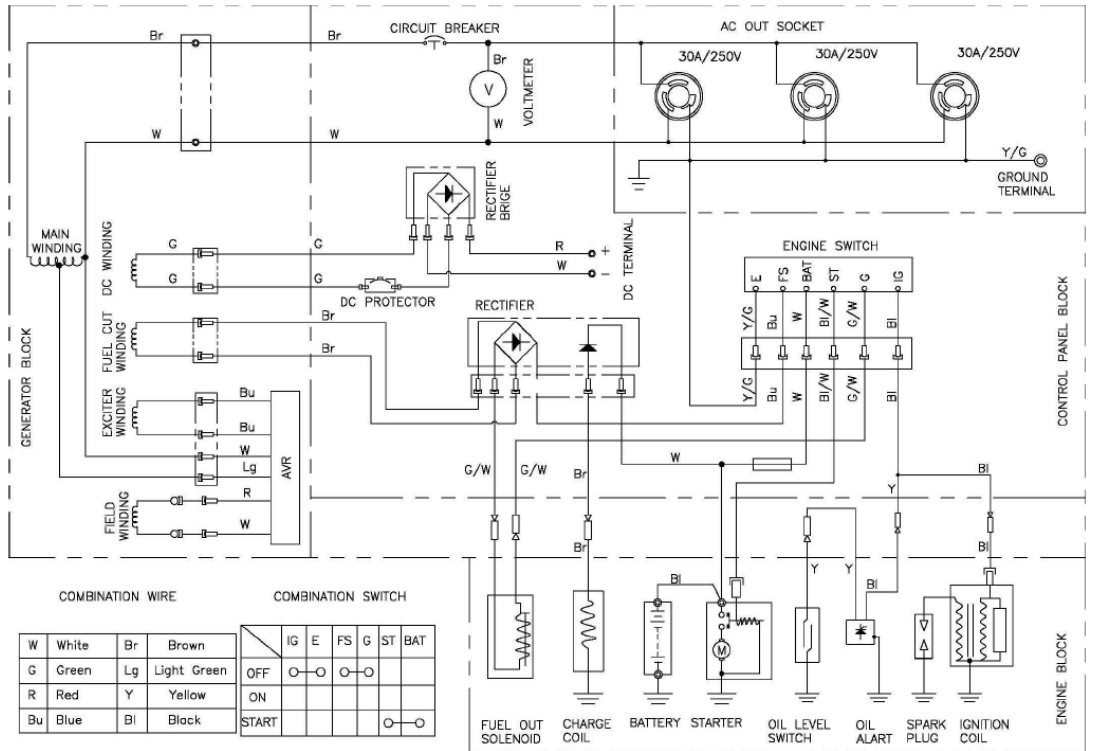 Br
Br
CIRCUIT BREAKER
AC OUT SOCKET
30A/250V
30A/250V
30A/250V
Br
V
W
VOLTMETER
W
W
Y/G
GROUND
TERMINAL
RECTIFIER
BRIGE
MAIN
WINDING
DC WINDING
G
G
G
G
DC PROTECTOR
R
W
+
-
DC TERMINAL
ENGINE SWITCH
E
FS
BAT
ST
G
IG
Y/G
Bu
W
Bl/W
G/W
Bl
Y/G
Bu
W
Bl/W
G/W
Bl
RECTIFIER
FUEL CUT
WINDING
Br
Br
EXCITER
WINDING
Bu
Bu
W
Lg
R
W
AVR
FIELD
WINDING
GENERATOR BLOCK
CONTROL PANEL BLOCK
G/W
G/W
Br
W
Y
Bl
Br
Bl
Y
Y
Bl
Bl
M
ENGINE BLOCK
FUEL OUT
SOLENOID
CHARGE
COIL
BATTERY
STARTER
OIL LEVEL
SWITCH
OIL
ALART
SPARK
PLUG
IGNITION
COIL
COMBINATION WIRE
W White Br Brown
G Green Lg Light Green
R Red Y Yellow
Bu Blue Bl Black
COMBINATION SWITCH
IG E FS G ST BAT
OFF
ON
START